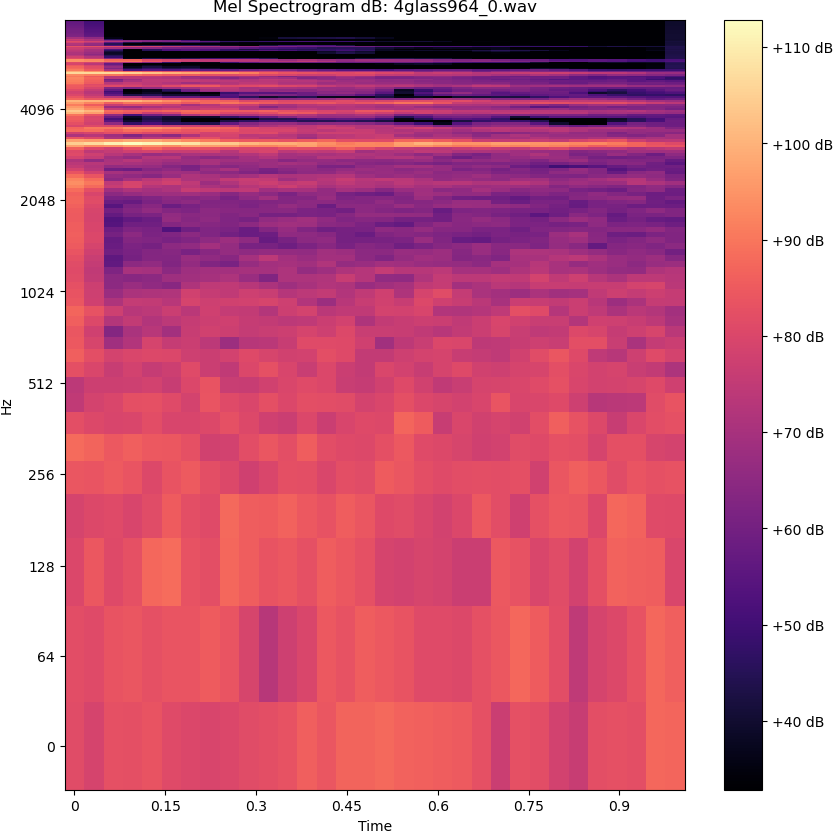 Mel Spectrogram dB: 4glass964_0.wav
Hz
4096
2048
1024
512
256
128
64
0
0
0.15
0.3
0.45
0.6
0.75
0.9
Time
+110 dB
+100 dB
+90 dB
+80 dB
+70 dB
+60 dB
+50 dB
+40 dB